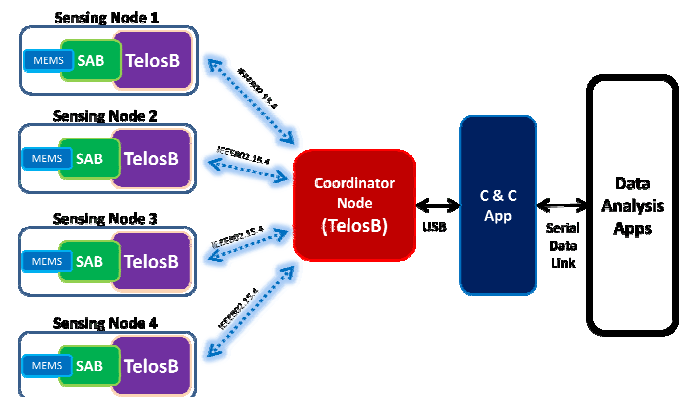 Sensing Node 1
MEMS SAB TelosB
IEEE802.15.4
Sensing Node 2
MEMS SAB TelosB
IEEE802.15.4
Sensing Node 3
MEMS SAB TelosB
IEEE802.15.4
Sensing Node 4
MEMS SAB TelosB
IEEE802.15.4
Coordinator
Node
(TelosB)
USB
C & C
App
Serial
Data
Link
Data
Analysis
Apps